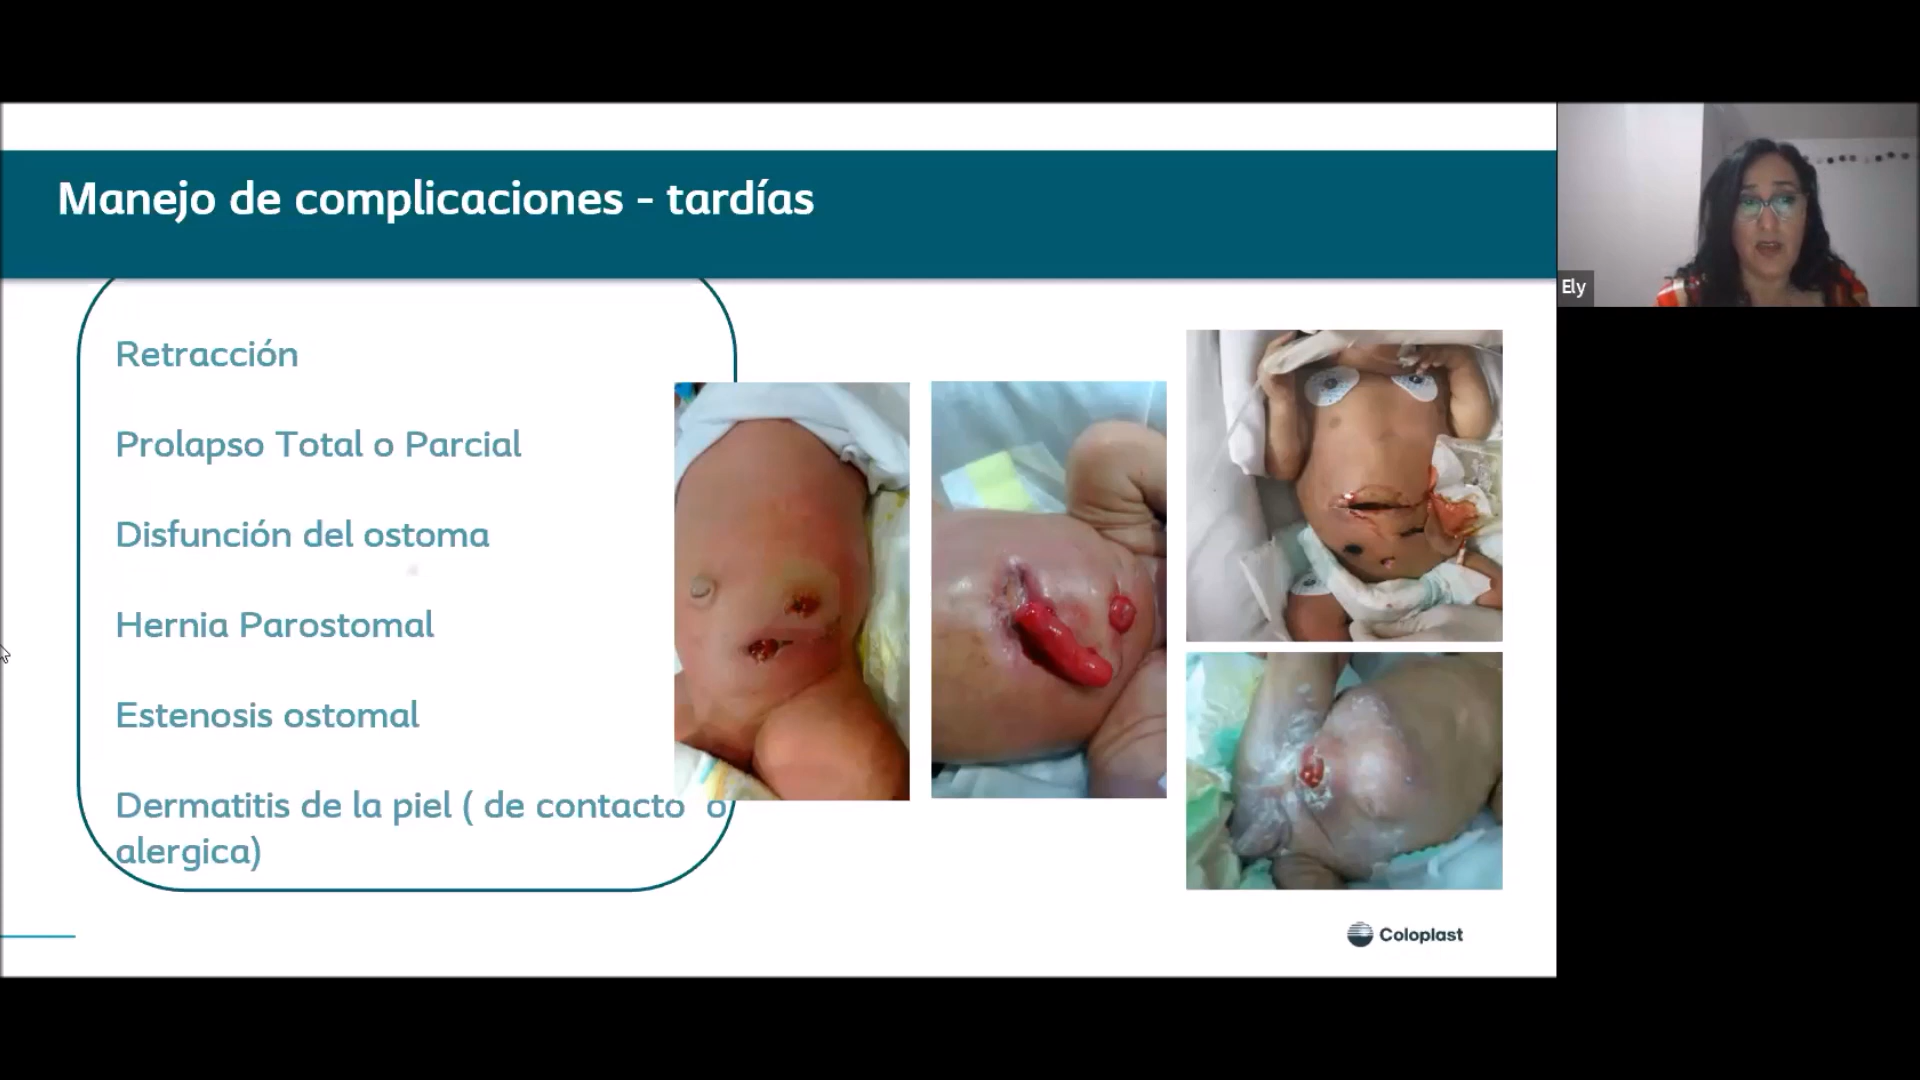 Manejo de complicaciones - tardías
Ely
Retracción
Prolapso Total o Parcial
Disfunción del ostoma
Hernia Parostomal
Estenosis ostomal
Dermatitis de la piel ( de contacto o
alergica)
Coloplast